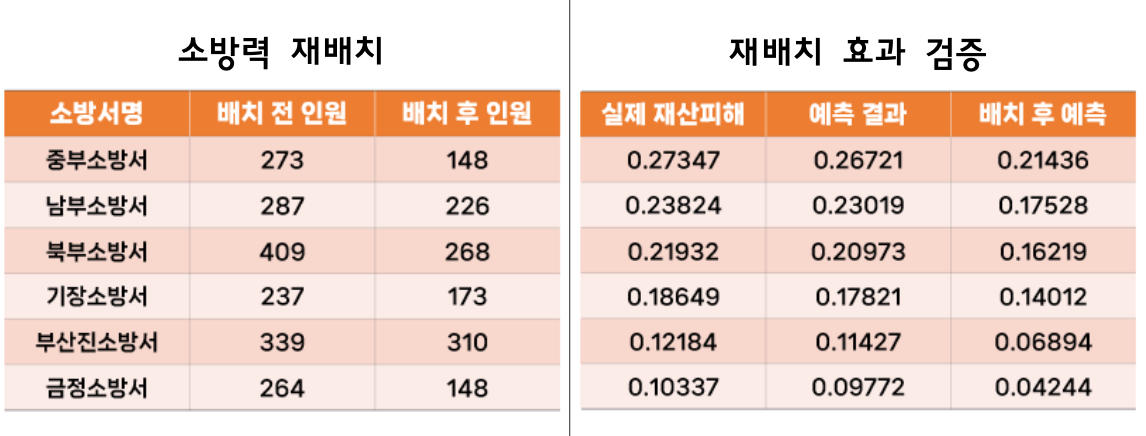 소방력 재배치
소방서명 배치 전 인원 배치 후 인원
중부소방서 273 148
남부소방서 287 226
북부소방서 409 268
기장소방서 237 173
부산진소방서 339 310
금정소방서 264 148
재배치 효과 검증
실제 재산피해 예측 결과 배치 후 예측
0.27347 0.26721 0.21436
0.23824 0.23019 0.17528
0.21932 0.20973 0.16219
0.18649 0.17821 0.14012
0.12184 0.11427 0.06894
0.10337 0.09772 0.04244